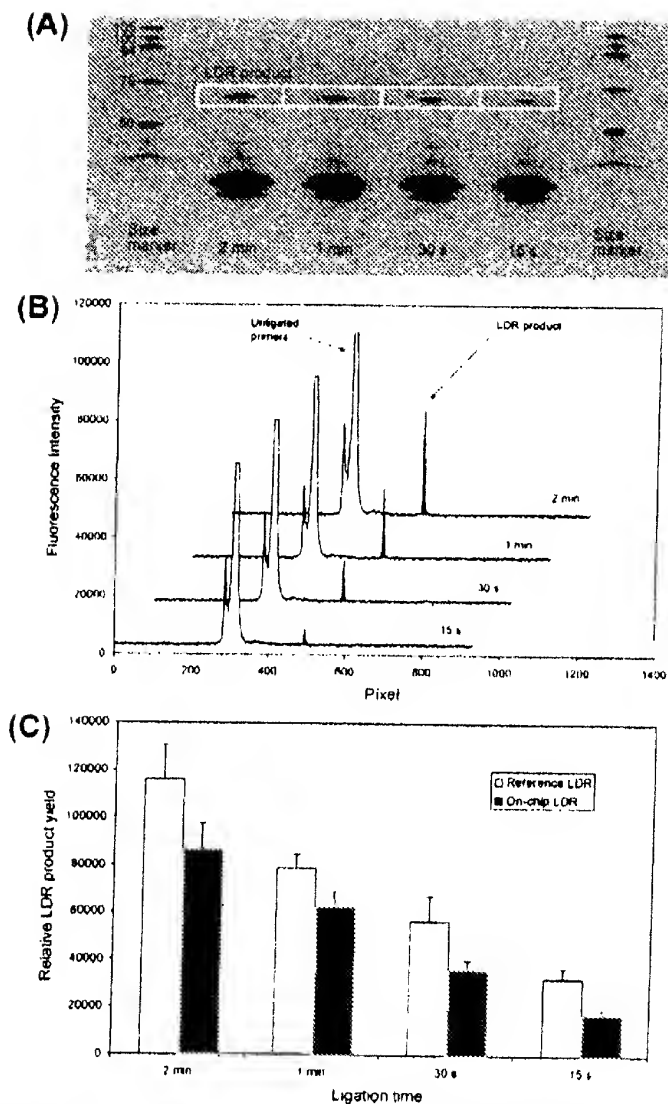 (A)
75
LDR product
50
Size marker
2 min
1 min
30 s
15 s
Size marker
(B)
120000
100000
80000
60000
40000
20000
0
Fluorescence Intensity
Unligated primers
LDR product
2 min
1 min
30 s
15 s
0 200 400 600 800 1000 1200 1400
Pixel
(C)
140000
120000
100000
80000
60000
40000
20000
0
Relative LDR product yield
Reference LDR
On-chip LDR
2 min 1 min 30 s 15 s
Ligation time